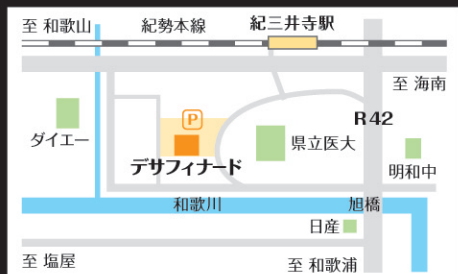 至 和歌山
紀勢本線
紀三井寺駅
至 海南
P
R42
ダイエー
県立医大
デサフィナード
明和中
和歌川
旭橋
日産
至 塩屋
至 和歌浦